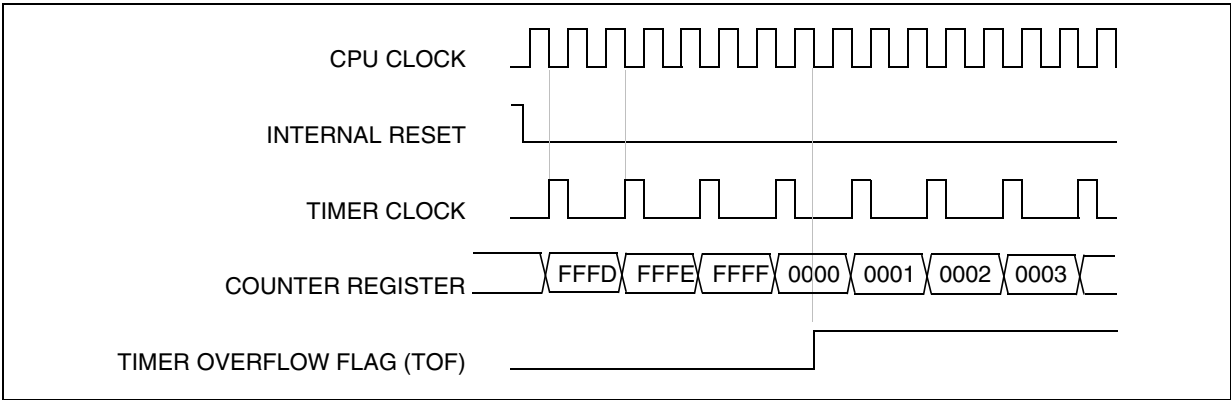 CPU CLOCK
INTERNAL RESET
TIMER CLOCK
COUNTER REGISTER FFFD FFFE FFFF 0000 0001 0002 0003
TIMER OVERFLOW FLAG (TOF)